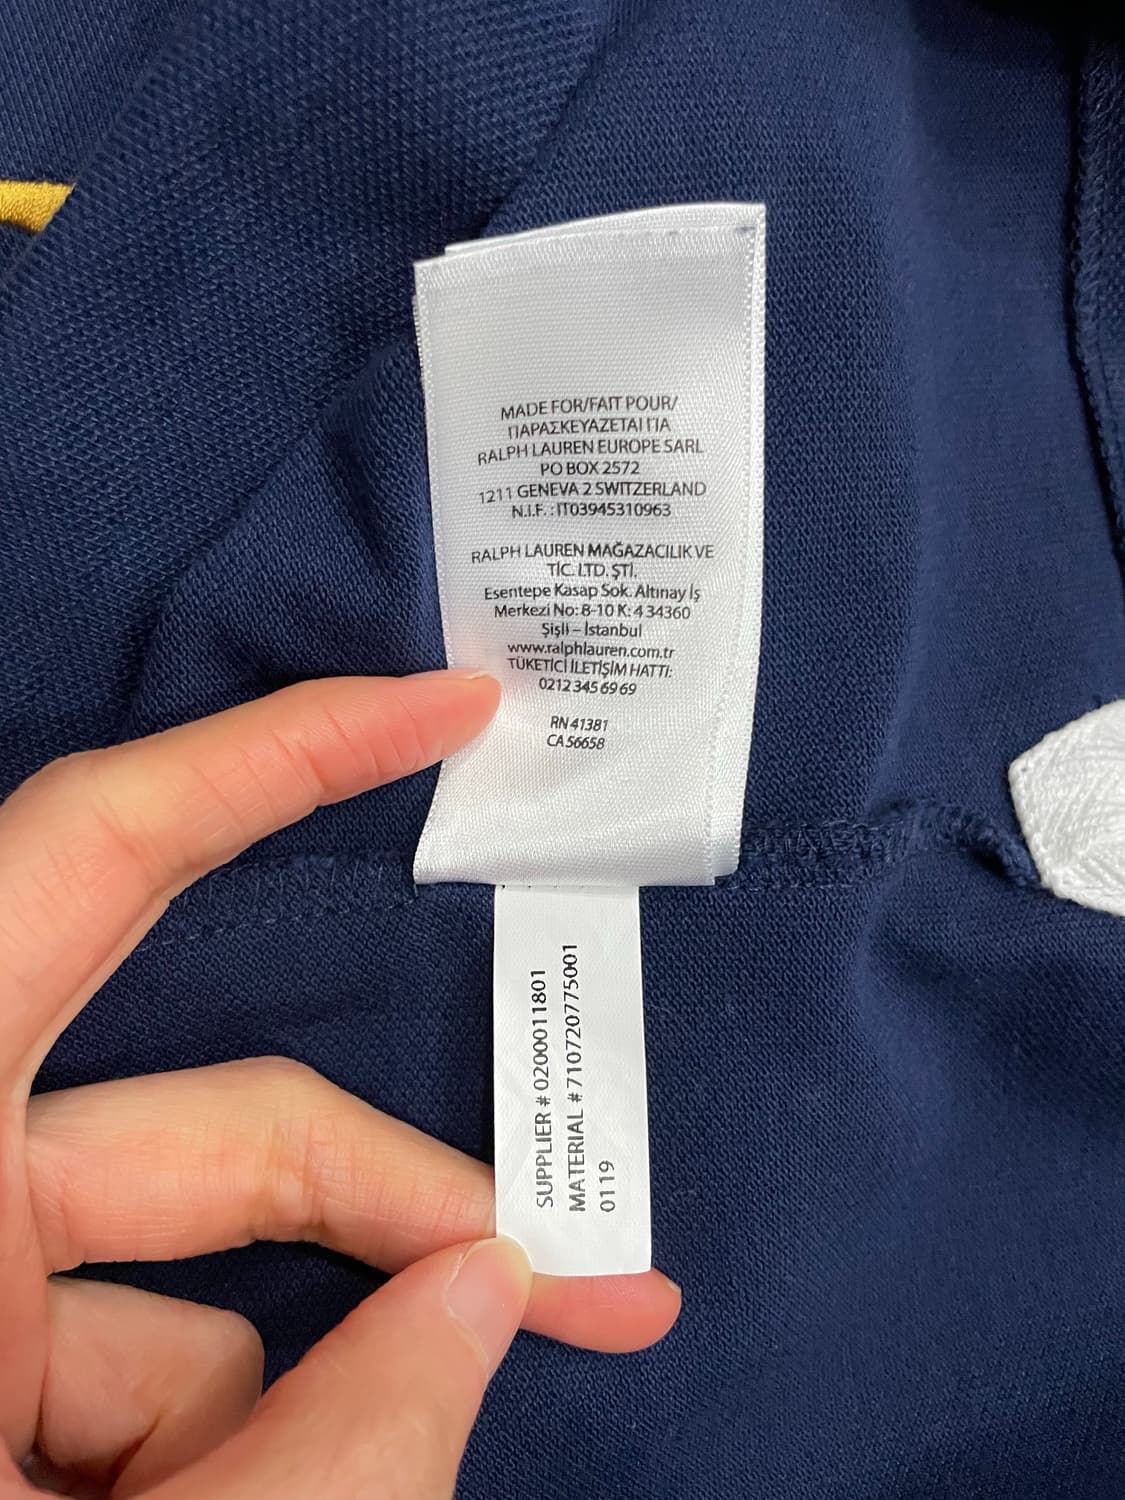 MADE FOR/FAIT POUR/
ΠΑΡΑΣΚΕΥΑΖΕΤΑΙ ΓΙΑ
RALPH LAUREN EUROPE SARL
PO BOX 2572
1211 GENEVA 2 SWITZERLAND
N.I.F. : IT03945310963
RALPH LAUREN MAĞAZACILIK VE
TİC. LTD. ŞTİ.
Esentepe Kasap Sok. Altınay İş
Merkezi No: 8-10 K: 4 34360
Şişli – İstanbul
www.ralphlauren.com.tr
TÜKETİCİ İLETİŞİM HATTI:
0212 345 69 69
RN 41381
CA 56658
SUPPLIER # 0200011801
MATERIAL # 710720775001
0119